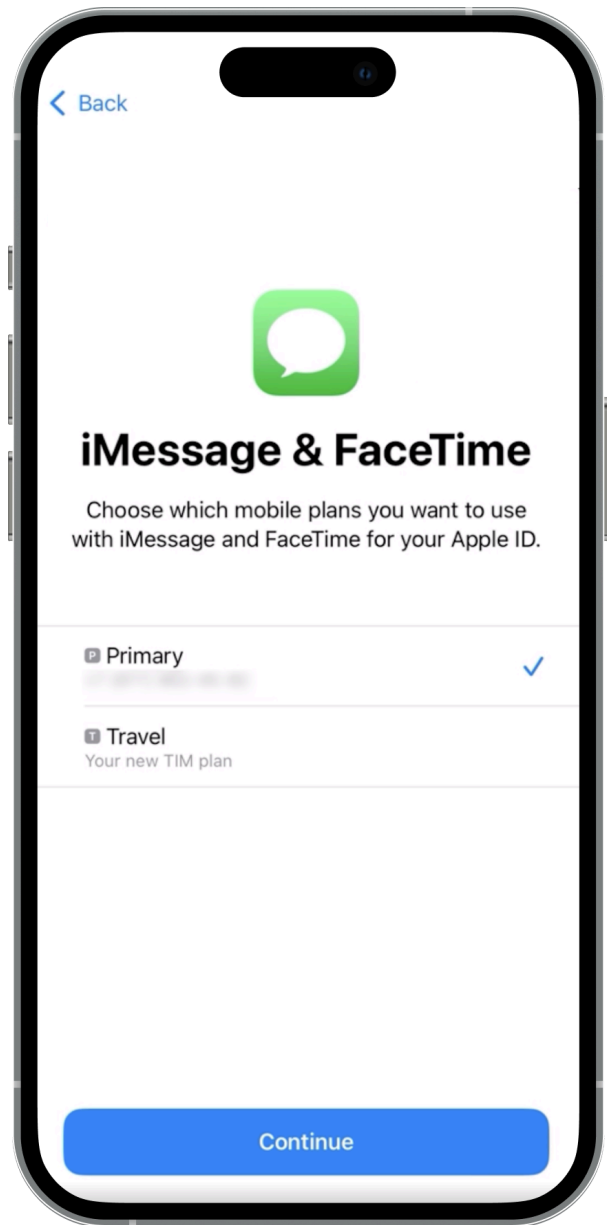 Back
iMessage & FaceTime
Choose which mobile plans you want to use
with iMessage and FaceTime for your Apple ID.
P Primary
T Travel
Your new TIM plan
Continue